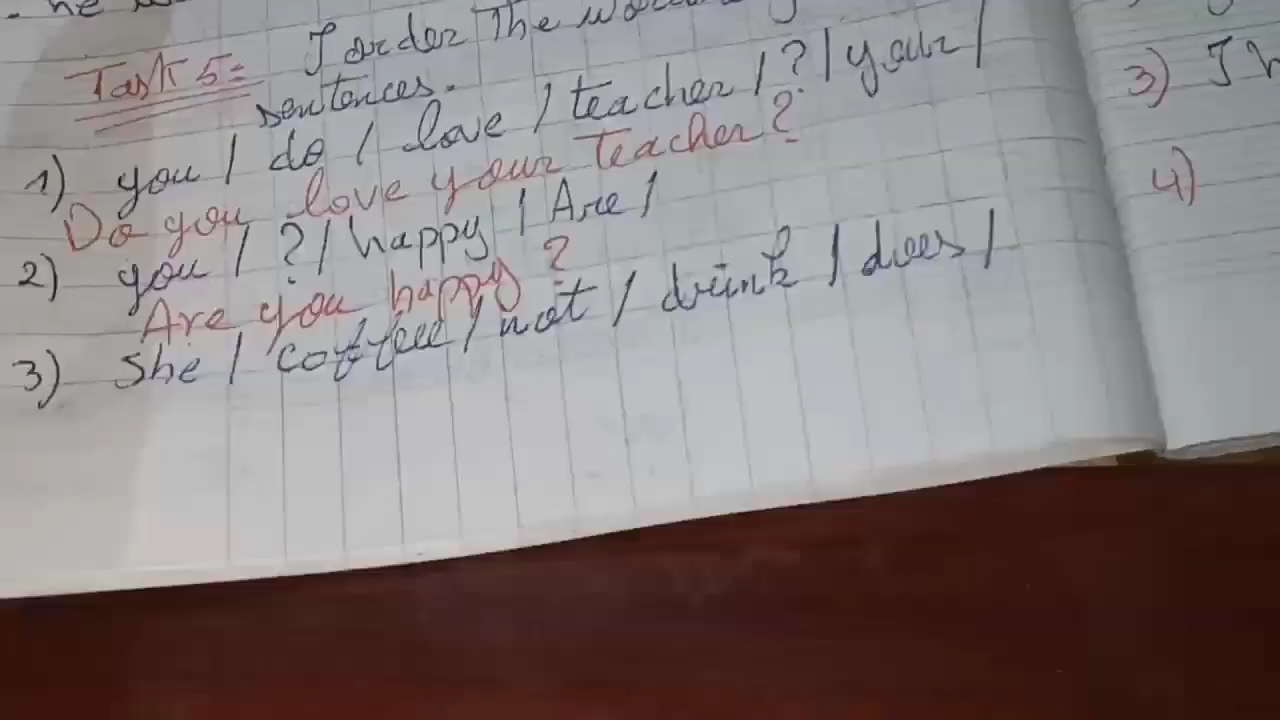 Task 5: I order the
sentences.
1) you / do / love / teacher / ? / your /
Do you love your teacher?
2) you / ? / happy / Are /
Are you happy ?
3) She / coffee / not / drink / does /
3) I
4)